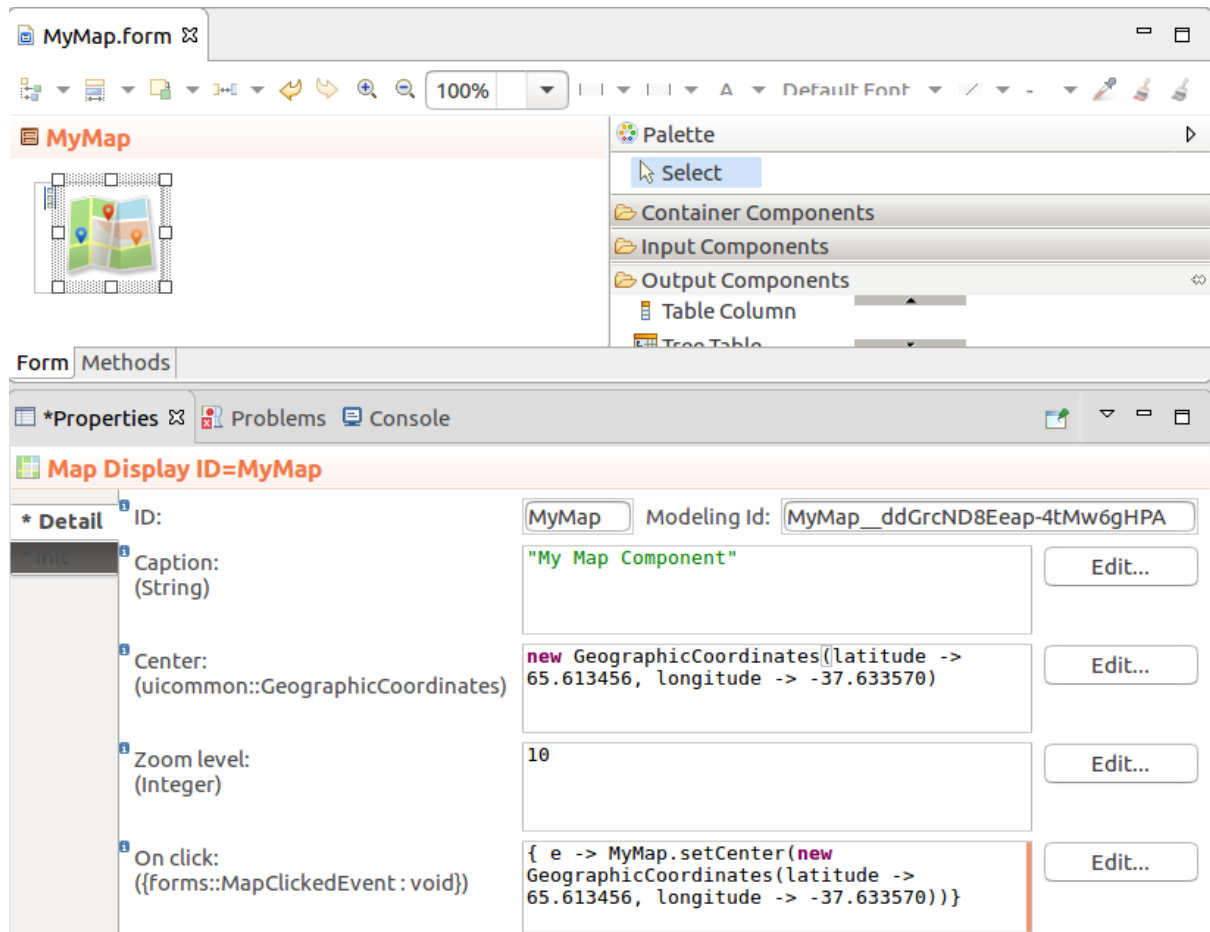 MyMap.form
100%
A
Default Font
-
MyMap
Palette
Select
Container Components
Input Components
Output Components
Table Column
Tree Table
Form Methods
*Properties Problems Console
Map Display ID=MyMap
* Detail
* Init
ID: MyMap Modeling Id: MyMap__ddGrcND8Eeap-4tMw6gHPA
Caption:
(String)
"My Map Component"
Edit...
Center:
(uicommon::GeographicCoordinates)
new GeographicCoordinates(latitude ->
65.613456, longitude -> -37.633570)
Edit...
Zoom level:
(Integer)
10
Edit...
On click:
({forms::MapClickedEvent : void})
{ e -> MyMap.setCenter(new
GeographicCoordinates(latitude ->
65.613456, longitude -> -37.633570))}
Edit...